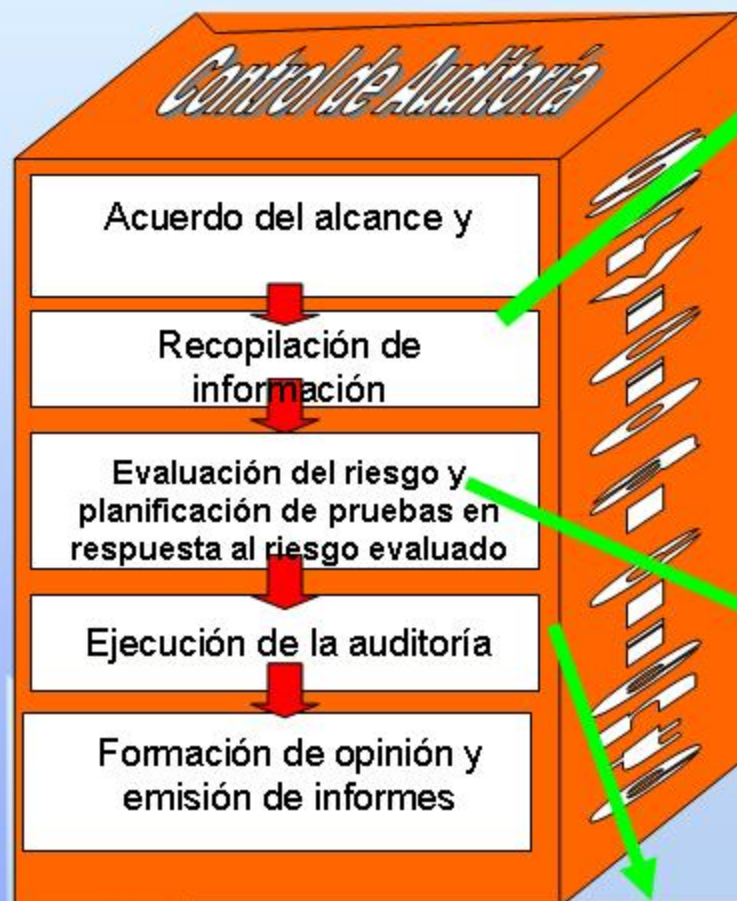 Control de Auditoría
Acuerdo del alcance y
Recopilación de
información
Evaluación del riesgo y
planificación de pruebas en
respuesta al riesgo evaluado
Ejecución de la auditoría
Formación de opinión y
emisión de informes